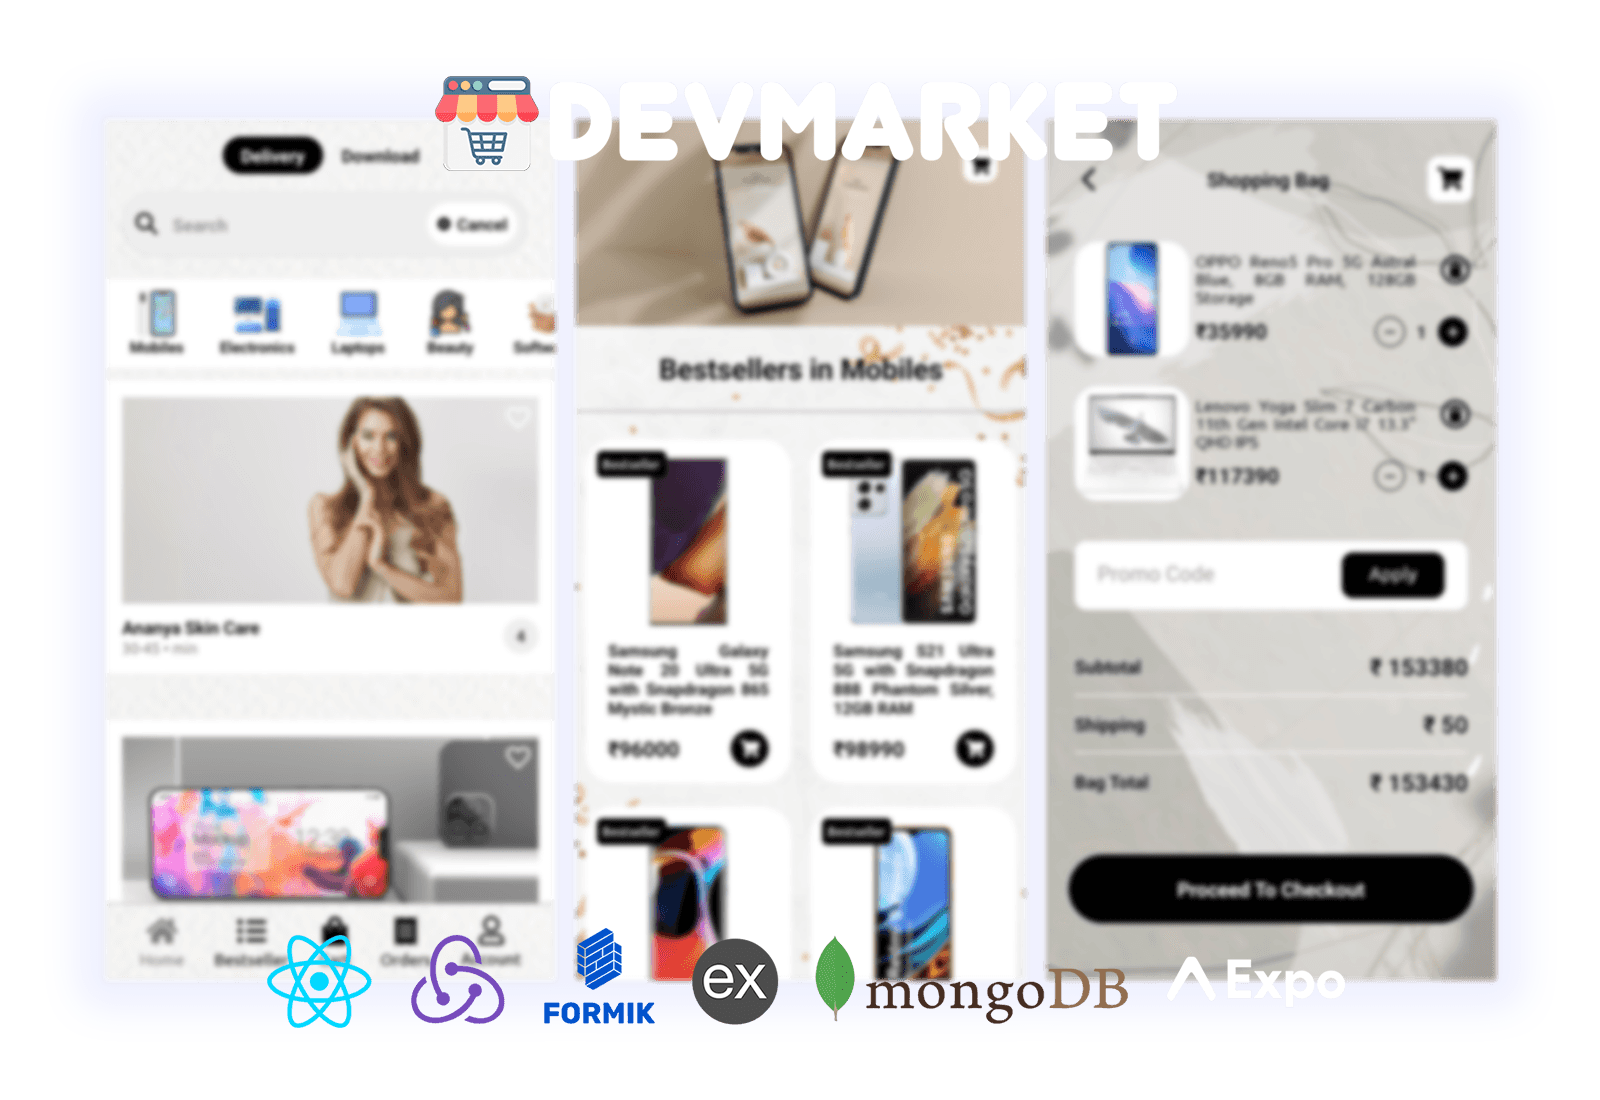 DEVMARKET
Delivery
Download
Search
Cancel
Mobiles
Electronics
Laptops
Beauty
Ananya Skin Care
30-45 • min
4
Home
Bestsellers in Mobiles
Bestseller
Samsung Galaxy
Note 20 Ultra 5G
with Snapdragon 865
Mystic Bronze
₹96000
Bestseller
Samsung S21 Ultra
5G with Snapdragon
888 Phantom Silver,
12GB RAM
₹98990
Bestseller
Bestseller
Shopping Bag
OPPO Reno5 Pro 5G Astral
Blue, 8GB RAM, 128GB
Storage
₹35990
1
Lenovo Yoga Slim 7 Carbon
11th Gen Intel Core i7 13.3"
QHD IPS
₹117390
1
Promo Code
Apply
Subtotal
₹ 153380
Shipping
₹ 50
Bag Total
₹ 153430
Proceed To Checkout
FORMIK
ex
mongoDB
Expo